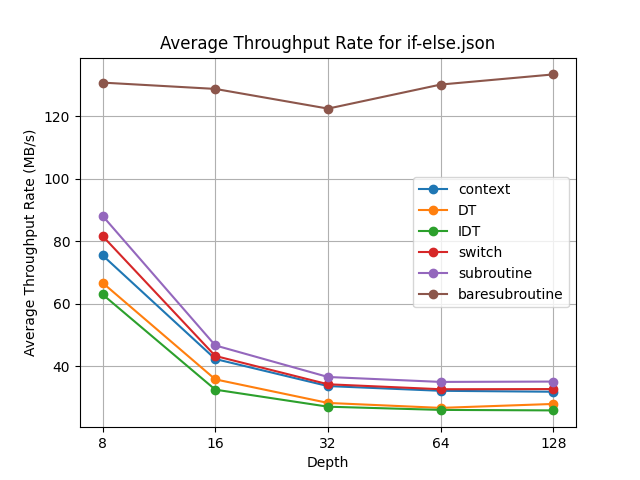 Average Throughput Rate for if-else.json
Average Throughput Rate (MB/s)
120
100
80
60
40
context
DT
IDT
switch
subroutine
baresubroutine
8 16 32 64 128
Depth